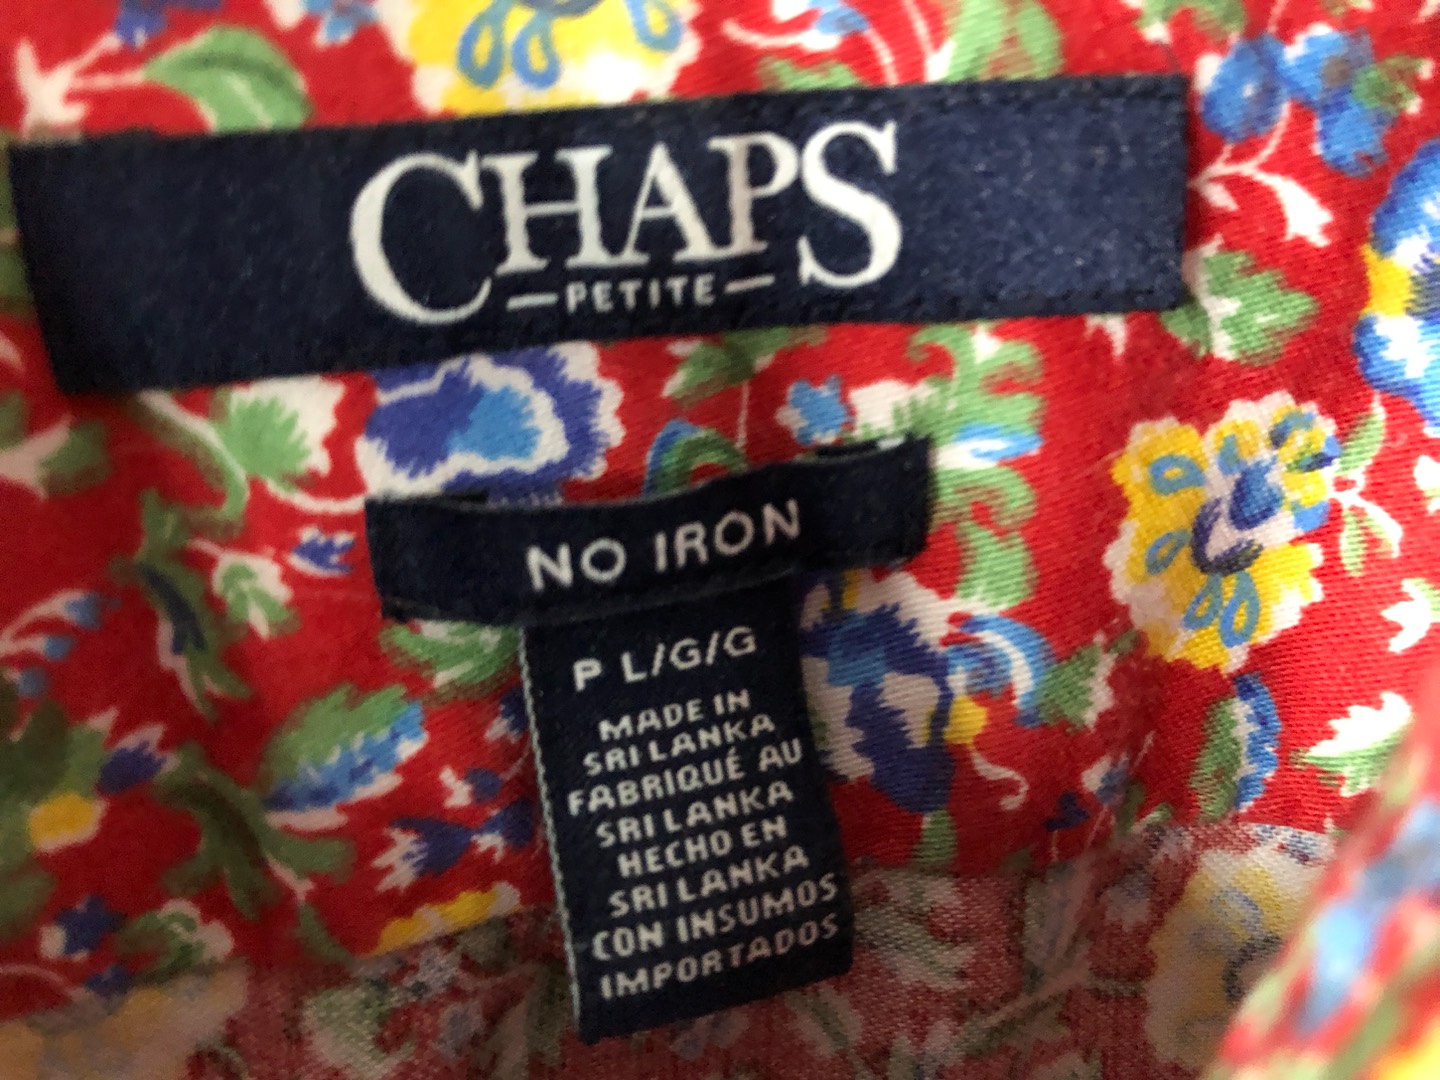 CHAPS
PETITE
NO IRON
P L/G/G
MADE IN
SRI LANKA
FABRIQUÉ AU
SRI LANKA
HECHO EN
SRI LANKA
CON INSUMOS
IMPORTADOS